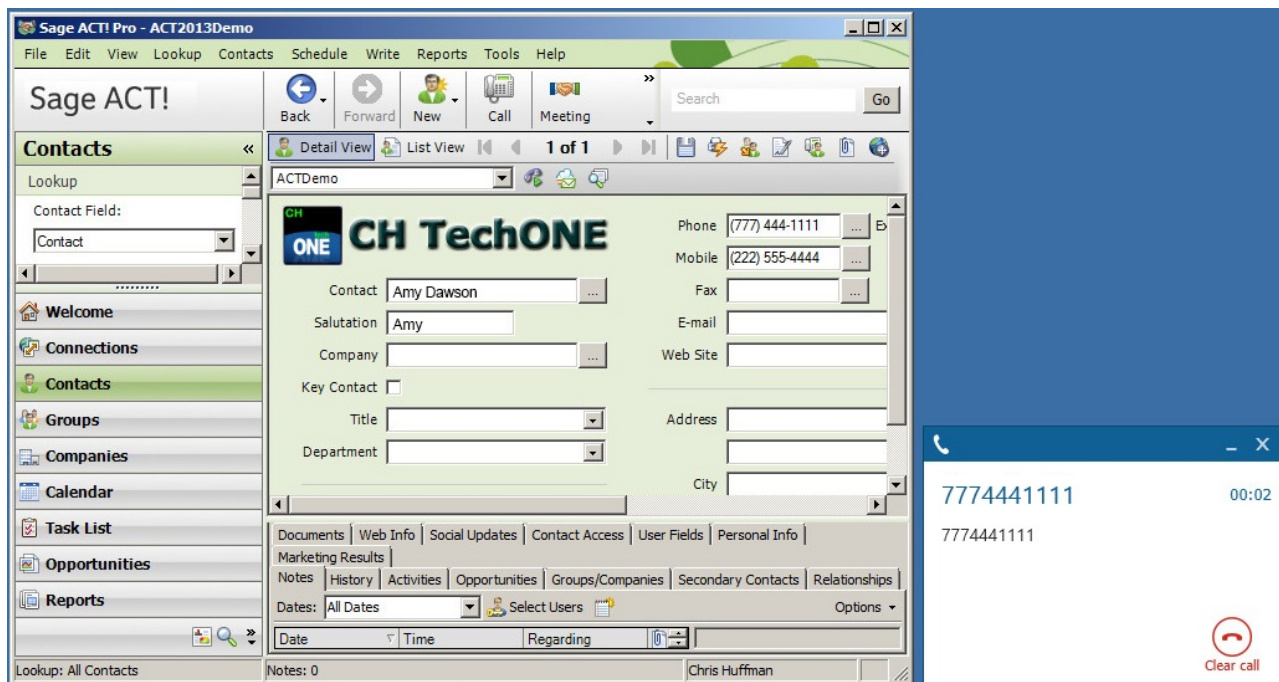 Sage ACT! Pro - ACT2013Demo
File Edit View Lookup Contacts Schedule Write Reports Tools Help
Sage ACT!
Back Forward New Call Meeting
Search Go
Contacts «
Detail View List View 1 of 1
Lookup
ACTDemo
Contact Field:
Contact
CH
tech
ONE
CH TechONE
Phone (777) 444-1111 ...
Mobile (222) 555-4444 ...
Contact Amy Dawson ...
Fax ...
Salutation Amy
E-mail
Company ...
Web Site
Key Contact
Title
Address
Department
City
Welcome
Connections
Contacts
Groups
Companies
Calendar
Task List
Opportunities
Reports
Documents Web Info Social Updates Contact Access User Fields Personal Info
Marketing Results
Notes History Activities Opportunities Groups/Companies Secondary Contacts Relationships
Dates: All Dates Select Users Options
Date Time Regarding
Lookup: All Contacts Notes: 0 Chris Huffman
7774441111 00:02
7774441111
Clear call